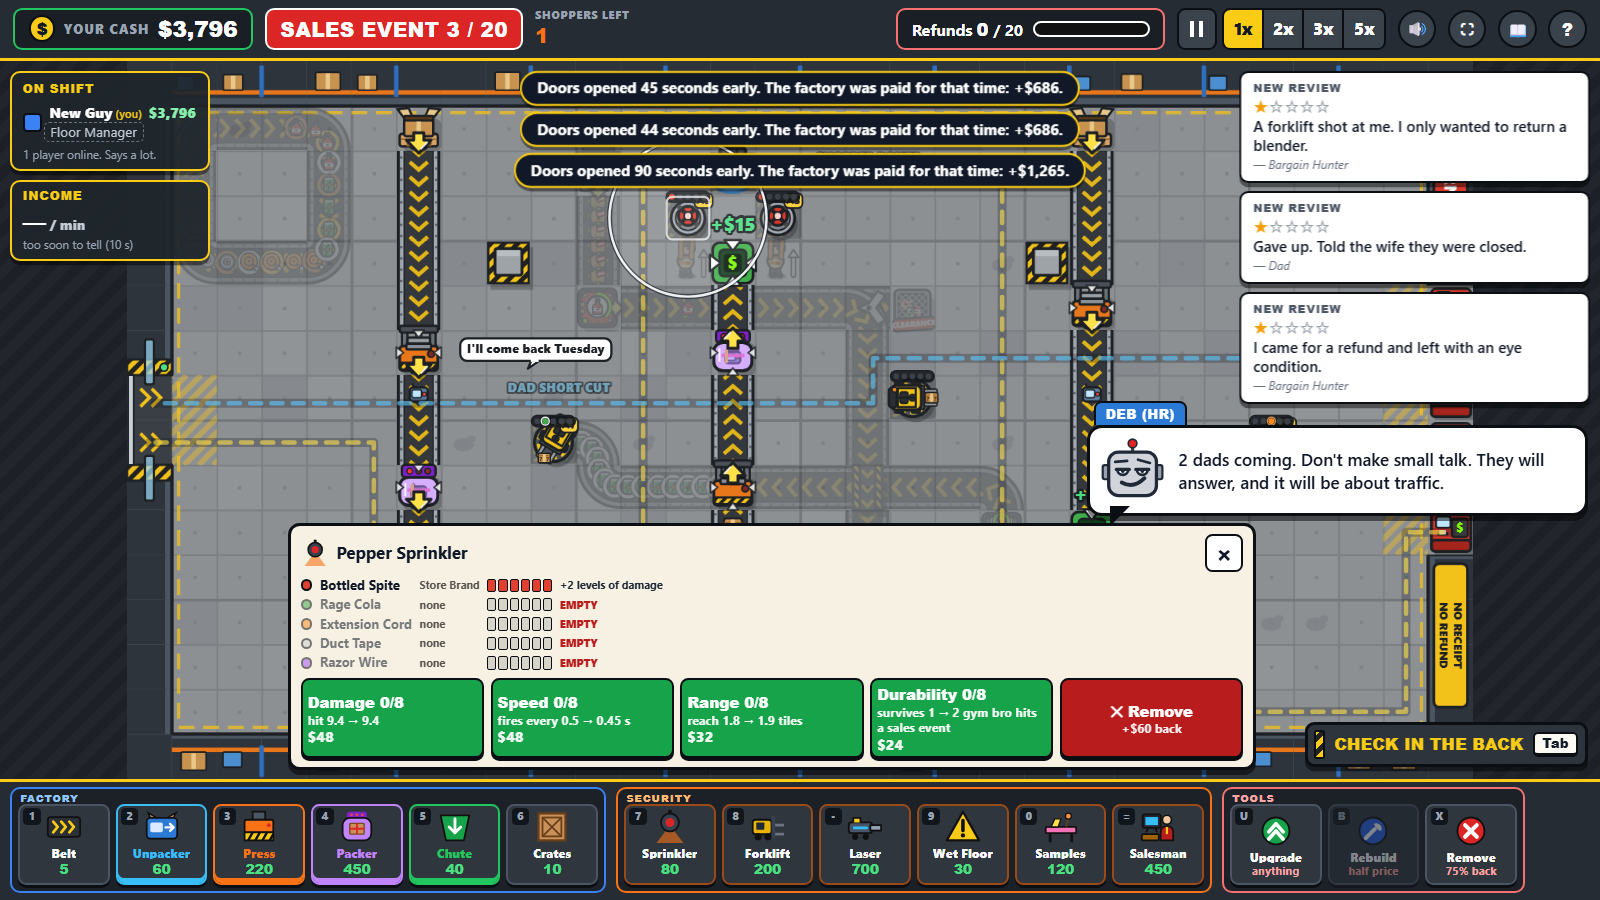 YOUR CASH $3,796
SALES EVENT 3 / 20
SHOPPERS LEFT
1
Refunds 0 / 20
1x
2x
3x
5x
?
ON SHIFT
New Guy (you) $3,796
Floor Manager
1 player online. Says a lot.
INCOME
— / min
too soon to tell (10 s)
Doors opened 45 seconds early. The factory was paid for that time: +$686.
Doors opened 44 seconds early. The factory was paid for that time: +$686.
Doors opened 90 seconds early. The factory was paid for that time: +$1,265.
NEW REVIEW
A forklift shot at me. I only wanted to return a
blender.
— Bargain Hunter
NEW REVIEW
Gave up. Told the wife they were closed.
— Dad
NEW REVIEW
I came for a refund and left with an eye
condition.
— Bargain Hunter
+$15
$
CLEARANCE
I'll come back Tuesday
DAD SHORT CUT
DEB (HR)
2 dads coming. Don't make small talk. They will
answer, and it will be about traffic.
$
NO RECEIPT
NO REFUND
Pepper Sprinkler
×
Bottled Spite Store Brand +2 levels of damage
Rage Cola none EMPTY
Extension Cord none EMPTY
Duct Tape none EMPTY
Razor Wire none EMPTY
Damage 0/8
hit 9.4 → 9.4
$48
Speed 0/8
fires every 0.5 → 0.45 s
$48
Range 0/8
reach 1.8 → 1.9 tiles
$32
Durability 0/8
survives 1 → 2 gym bro hits
a sales event
$24
✕ Remove
+$60 back
CHECK IN THE BACK Tab
FACTORY
1
Belt
5
2
Unpacker
60
3
Press
220
4
Packer
450
5
Chute
40
6
Crates
10
SECURITY
7
Sprinkler
80
8
Forklift
200
-
Laser
700
9
Wet Floor
30
0
Samples
120
=
Salesman
450
TOOLS
U
Upgrade
anything
B
Rebuild
half price
X
Remove
75% back